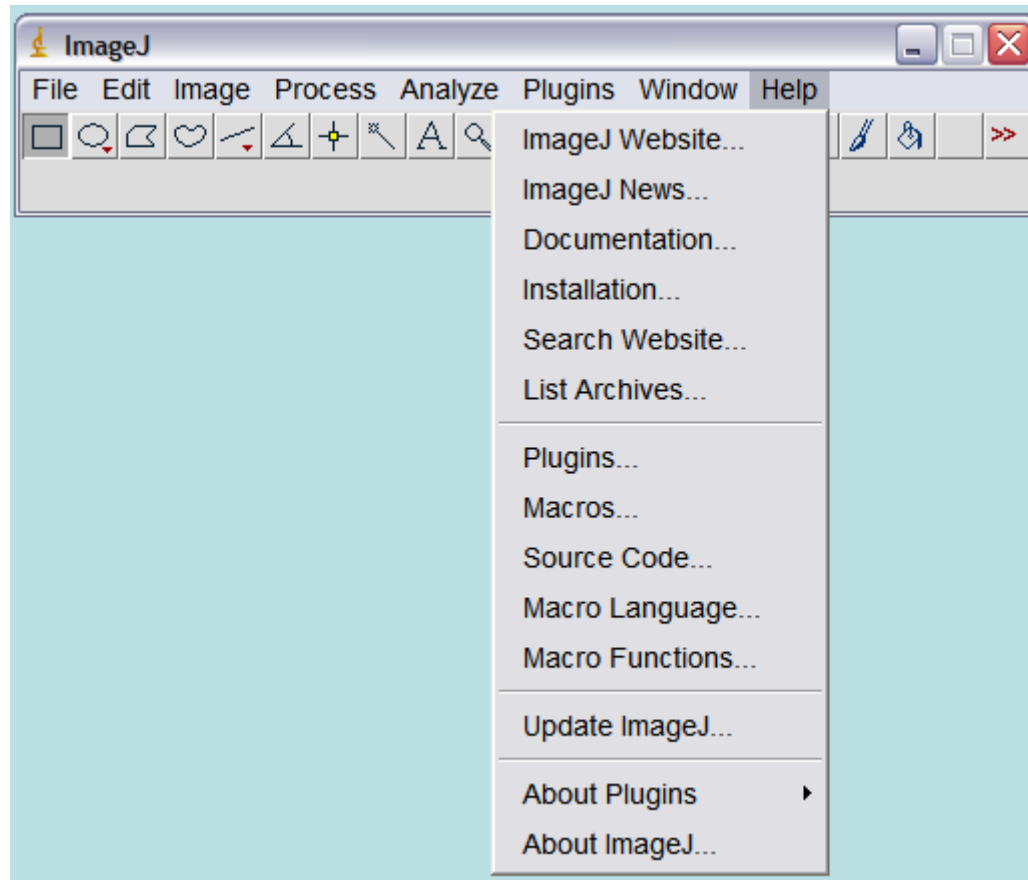 ImageJ
File Edit Image Process Analyze Plugins Window Help
A >>
ImageJ Website...
ImageJ News...
Documentation...
Installation...
Search Website...
List Archives...
Plugins...
Macros...
Source Code...
Macro Language...
Macro Functions...
Update ImageJ...
About Plugins
About ImageJ...